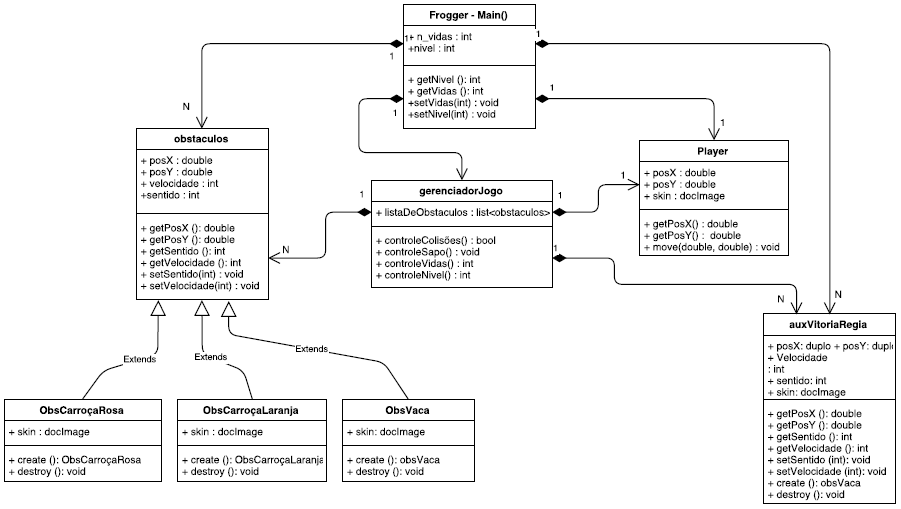 Frogger - Main()
+ n_vidas : int
+nivel : int
+ getNivel (): int
+ getVidas (): int
+setVidas(int) : void
+setNivel(int) : void
1
1
1
1
1
N
N
1
obstaculos
+ posX : double
+ posY : double
+ velocidade : int
+sentido : int
+ getPosX (): double
+ getPosY (): double
+ getSentido (): int
+ getVelocidade (): int
+ setSentido(int) : void
+ setVelocidade(int) : void
gerenciadorJogo
+ listaDeObstaculos : list<obstaculos>
+ controleColisões() : bool
+ controleSapo() : void
+ controleVidas() : int
+ controleNivel() : int
1
N
1
1
1
N
Player
+ posX : double
+ posY : double
+ skin : docImage
+ getPosX() : double
+ getPosY() : double
+ move(double, double) : void
auxVitoriaRegia
+ posX: duplo + posY: duplo
+ Velocidade
: int
+ sentido: int
+ skin: docImage
+ getPosX (): double
+ getPosY (): double
+ getSentido (): int
+ getVelocidade (): int
+ setSentido (int): void
+ setVelocidade (int): void
+ create (): obsVaca
+ destroy (): void
Extends
Extends
Extends
ObsCarroçaRosa
+ skin : docImage
+ create (): ObsCarroçaRosa
+ destroy (): void
ObsCarroçaLaranja
+ skin : docImage
+ create (): ObsCarroçaLaranja
+ destroy (): void
ObsVaca
+ skin: docImage
+ create (): obsVaca
+ destroy (): void